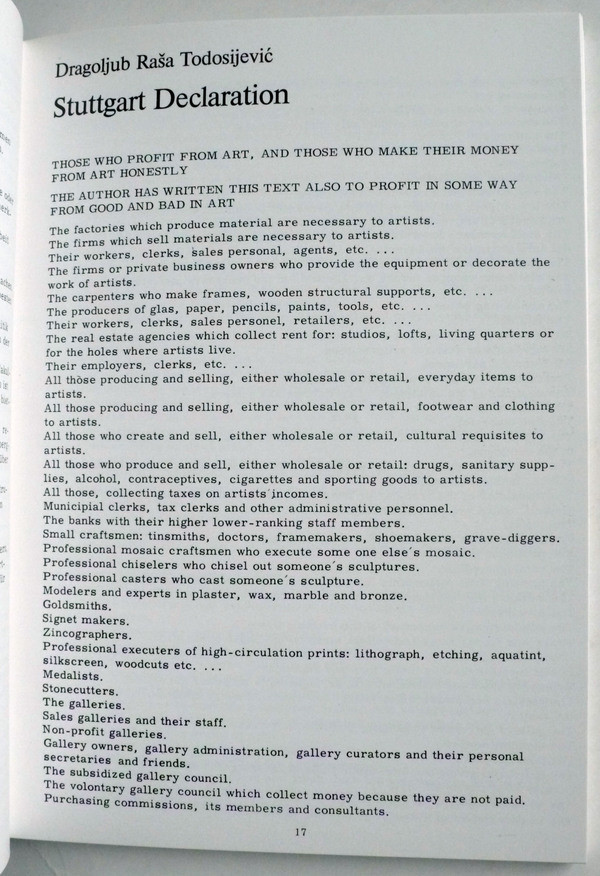 Dragoljub Raša Todosijević
Stuttgart Declaration
THOSE WHO PROFIT FROM ART, AND THOSE WHO MAKE THEIR MONEY
FROM ART HONESTLY
THE AUTHOR HAS WRITTEN THIS TEXT ALSO TO PROFIT IN SOME WAY
FROM GOOD AND BAD IN ART
The factories which produce material are necessary to artists.
The firms which sell materials are necessary to artists.
Their workers, clerks, sales personal, agents, etc. ...
The firms or private business owners who provide the equipment or decorate the
work of artists.
The carpenters who make frames, wooden structural supports, etc. ...
The producers of glas, paper, pencils, paints, tools, etc. ...
Their workers, clerks, sales personel, retailers, etc. ...
The real estate agencies which collect rent for: studios, lofts, living quarters or
for the holes where artists live.
Their employers, clerks, etc. ...
All those producing and selling, either wholesale or retail, everyday items to
artists.
All those producing and selling, either wholesale or retail, footwear and clothing
to artists.
All those who create and sell, either wholesale or retail, cultural requisites to
artists.
All those who produce and sell, either wholesale or retail: drugs, sanitary supp-
lies, alcohol, contraceptives, cigarettes and sporting goods to artists.
All those, collecting taxes on artists´incomes.
Municipial clerks, tax clerks and other administrative personnel.
The banks with their higher lower-ranking staff members.
Small craftsmen: tinsmiths, doctors, framemakers, shoemakers, grave-diggers.
Professional mosaic craftsmen who execute some one else´s mosaic.
Professional chiselers who chisel out someone´s sculptures.
Professional casters who cast someone´s sculpture.
Modelers and experts in plaster, wax, marble and bronze.
Goldsmiths.
Signet makers.
Zincographers.
Professional executers of high-circulation prints: lithograph, etching, aquatint,
silkscreen, woodcuts etc. ...
Medalists.
Stonecutters.
The galleries.
Sales galleries and their staff.
Non-profit galleries.
Gallery owners, gallery administration, gallery curators and their personal
secretaries and friends.
The subsidized gallery council.
The volontary gallery council which collect money because they are not paid.
Purchasing commissions, its members and consultants.
17